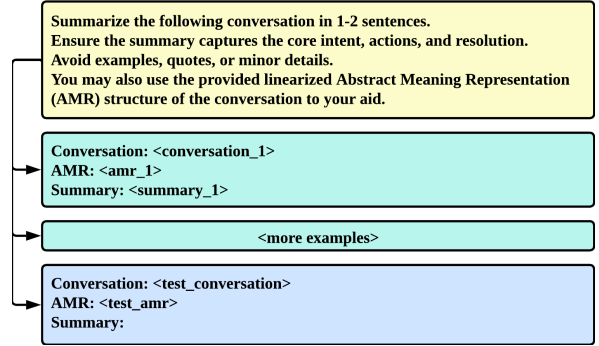 Summarize the following conversation in 1-2 sentences.
Ensure the summary captures the core intent, actions, and resolution.
Avoid examples, quotes, or minor details.
You may also use the provided linearized Abstract Meaning Representation
(AMR) structure of the conversation to your aid.
Conversation: <conversation_1>
AMR: <amr_1>
Summary: <summary_1>
<more examples>
Conversation: <test_conversation>
AMR: <test_amr>
Summary: